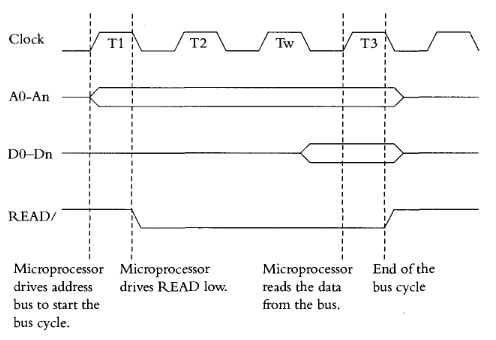 Clock
T1 T2 Tw T3
A0-An
D0–Dn
READ/
Microprocessor
drives address
bus to start the
bus cycle.
Microprocessor
drives READ low.
Microprocessor
reads the data
from the bus.
End of the
bus cycle